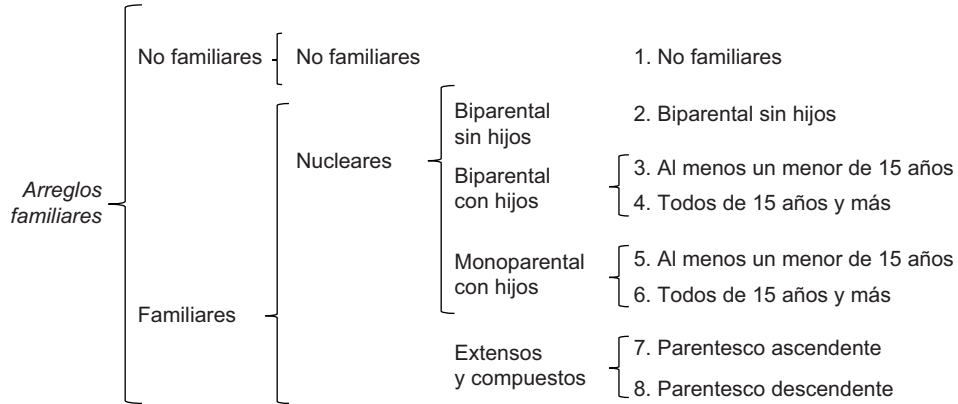 Arreglos
familiares
No familiares
No familiares
1. No familiares
Familiares
Nucleares
Biparental
sin hijos
2. Biparental sin hijos
Biparental
con hijos
3. Al menos un menor de 15 años
4. Todos de 15 años y más
Monoparental
con hijos
5. Al menos un menor de 15 años
6. Todos de 15 años y más
Extensos
y compuestos
7. Parentesco ascendente
8. Parentesco descendente